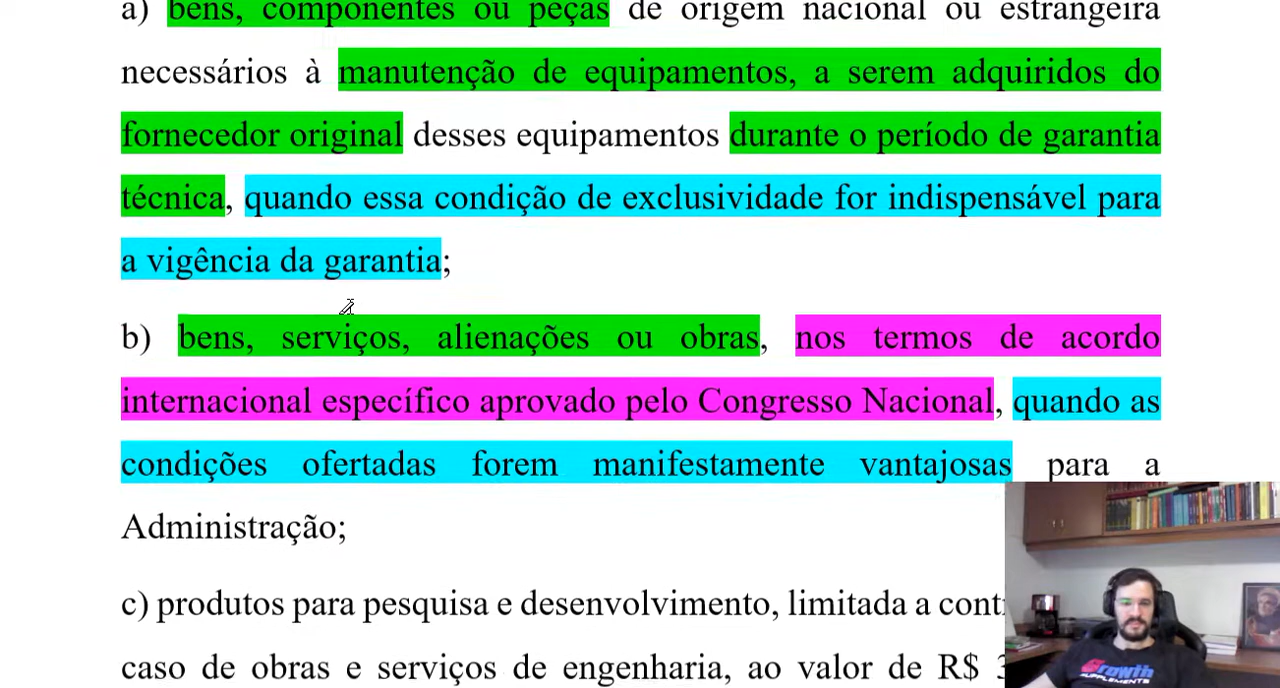 a) bens, componentes ou peças de origem nacional ou estrangeira
necessários à manutenção de equipamentos, a serem adquiridos do
fornecedor original desses equipamentos durante o período de garantia
técnica, quando essa condição de exclusividade for indispensável para
a vigência da garantia;
b) bens, serviços, alienações ou obras, nos termos de acordo
internacional específico aprovado pelo Congresso Nacional, quando as
condições ofertadas forem manifestamente vantajosas para a
Administração;
c) produtos para pesquisa e desenvolvimento, limitada a
caso de obras e serviços de engenharia, ao valor de R$
Growth
SUPPLEMENTS